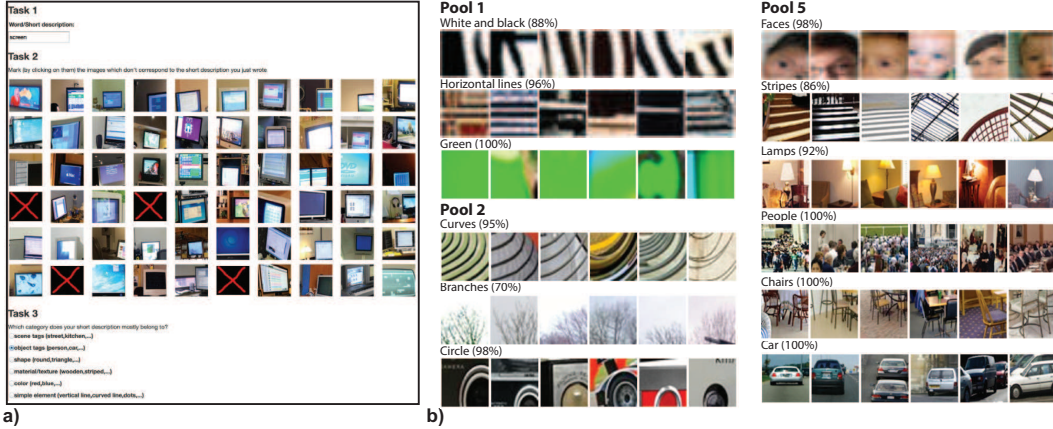 Task 1
Word/Short description:
screen
Task 2
Mark (by clicking on them) the images which don't correspond to the short description you just wrote
Task 3
Which category does your short description mostly belong to?
scene tags (street,kitchen,...)
object tags (person,car,...)
shape (round,triangle,...)
material/texture (wooden,striped,...)
color (red,blue,...)
simple element (vertical line,curved line,dots,...)
a)
Pool 1
White and black (88%)
Horizontal lines (96%)
Green (100%)
Pool 2
Curves (95%)
Branches (70%)
Circle (98%)
b)
Pool 5
Faces (98%)
Stripes (86%)
Lamps (92%)
People (100%)
Chairs (100%)
Car (100%)